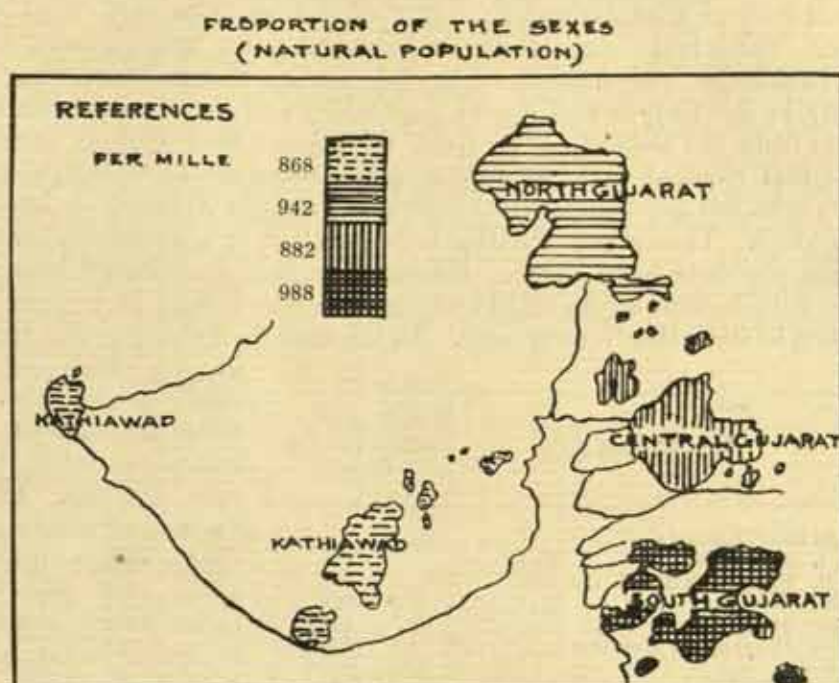 PROPORTION OF THE SEXES
(NATURAL POPULATION)
REFERENCES
PER MILLE
868
942
882
988
NORTH GUJARAT
KATHIAWAD
CENTRAL GUJARAT
KATHIAWAD
SOUTH GUJARAT